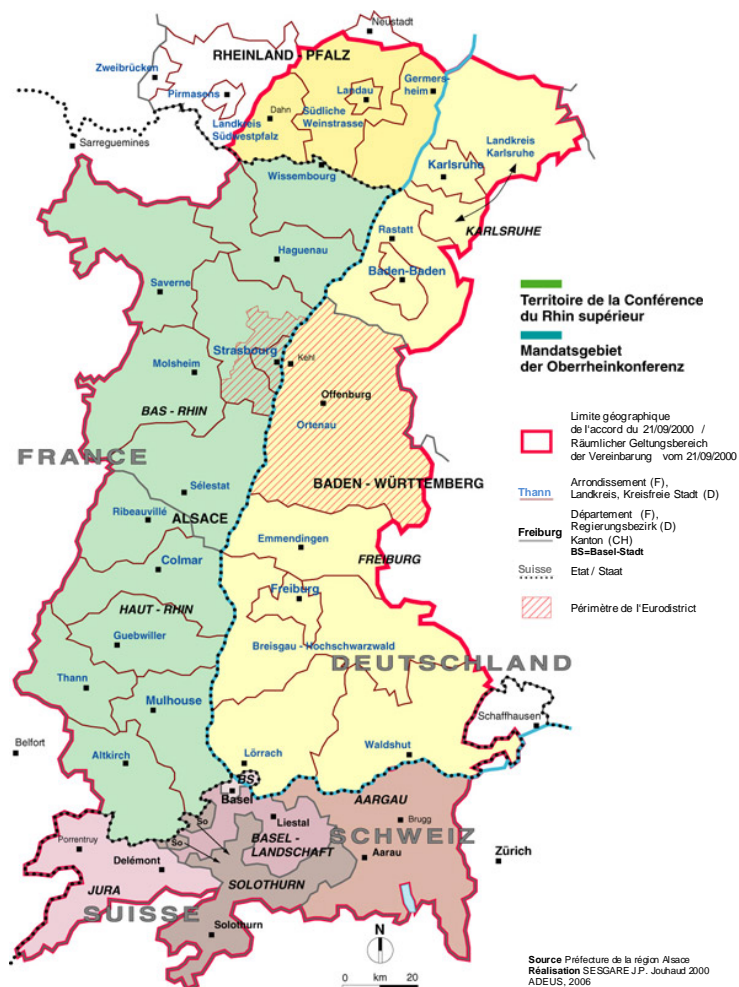 Neustadt
RHEINLAND - PFALZ
Zweibrücken
Pirmasens
Landau
Germers-
heim
Dahn
Landkreis
Südwestpfalz
Südliche
Weinstrasse
Landkreis
Karlsruhe
Sarreguemines
Wissembourg
Karlsruhe
Rastatt
KARLSRUHE
Haguenau
Baden-Baden
Saverne
Strasbourg
Kehl
Molsheim
Offenburg
BAS - RHIN
Ortenau
FRANCE
BADEN - WÜRTTEMBERG
Sélestat
Ribeauvillé
ALSACE
Emmendingen
Colmar
FREIBURG
Freiburg
HAUT - RHIN
Guebwiller
Breisgau - Hochschwarzwald
DEUTSCHLAND
Thann
Mulhouse
Schaffhausen
Belfort
Altkirch
Lörrach
Waldshut
BS
Basel
AARGAU
So
Liestal
Brugg
So
BASEL -
LANDSCHAFT
SCHWEIZ
Porrentruy
Delémont
Aarau
Zürich
JURA
SOLOTHURN
SUISSE
Solothurn
N
0 km 20
Territoire de la Conférence
du Rhin supérieur
Mandatsgebiet
der Oberrheinkonferenz
Limite géographique
de l'accord du 21/09/2000 /
Räumlicher Geltungsbereich
der Vereinbarung vom 21/09/2000
Thann
Arrondissement (F),
Landkreis, Kreisfreie Stadt (D)
Freiburg
Département (F),
Regierungsbizirk (D)
Kanton (CH)
BS=Basel-Stadt
Suisse
Etat / Staat
Périmètre de l'Eurodistrict
Source Préfecture de la région Alsace
Réalisation SESGARE J.P. Jouhaud 2000
ADEUS, 2006